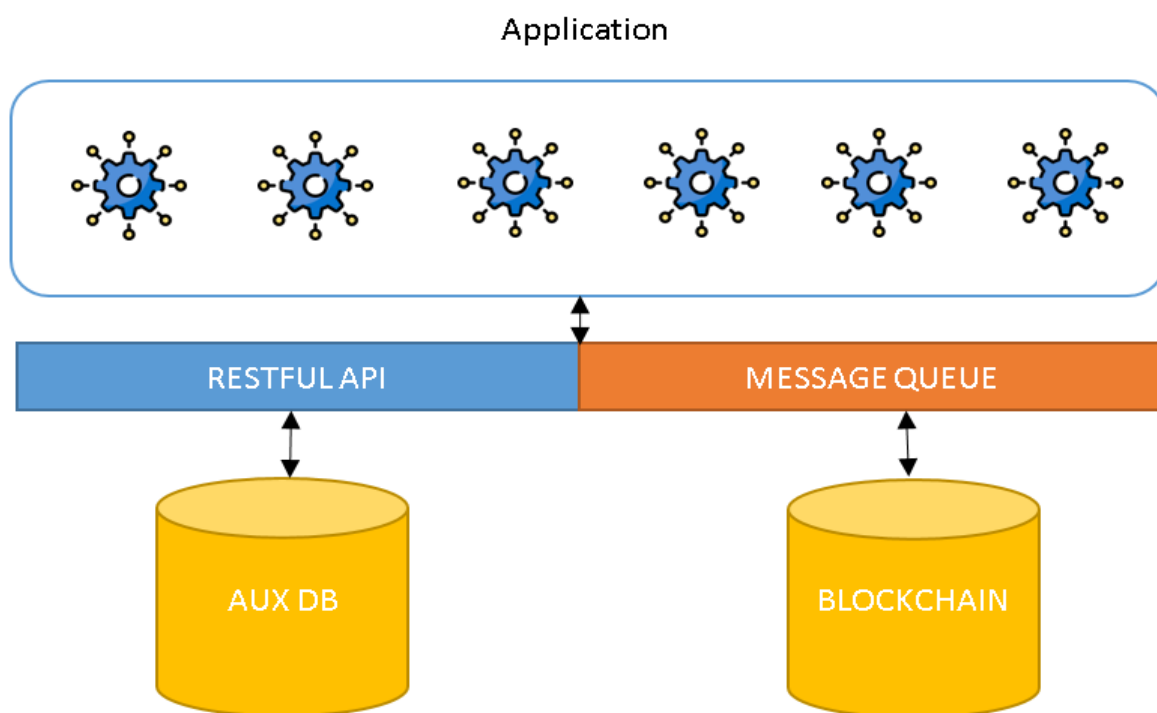 Application
RESTFUL API
MESSAGE QUEUE
AUX DB
BLOCKCHAIN